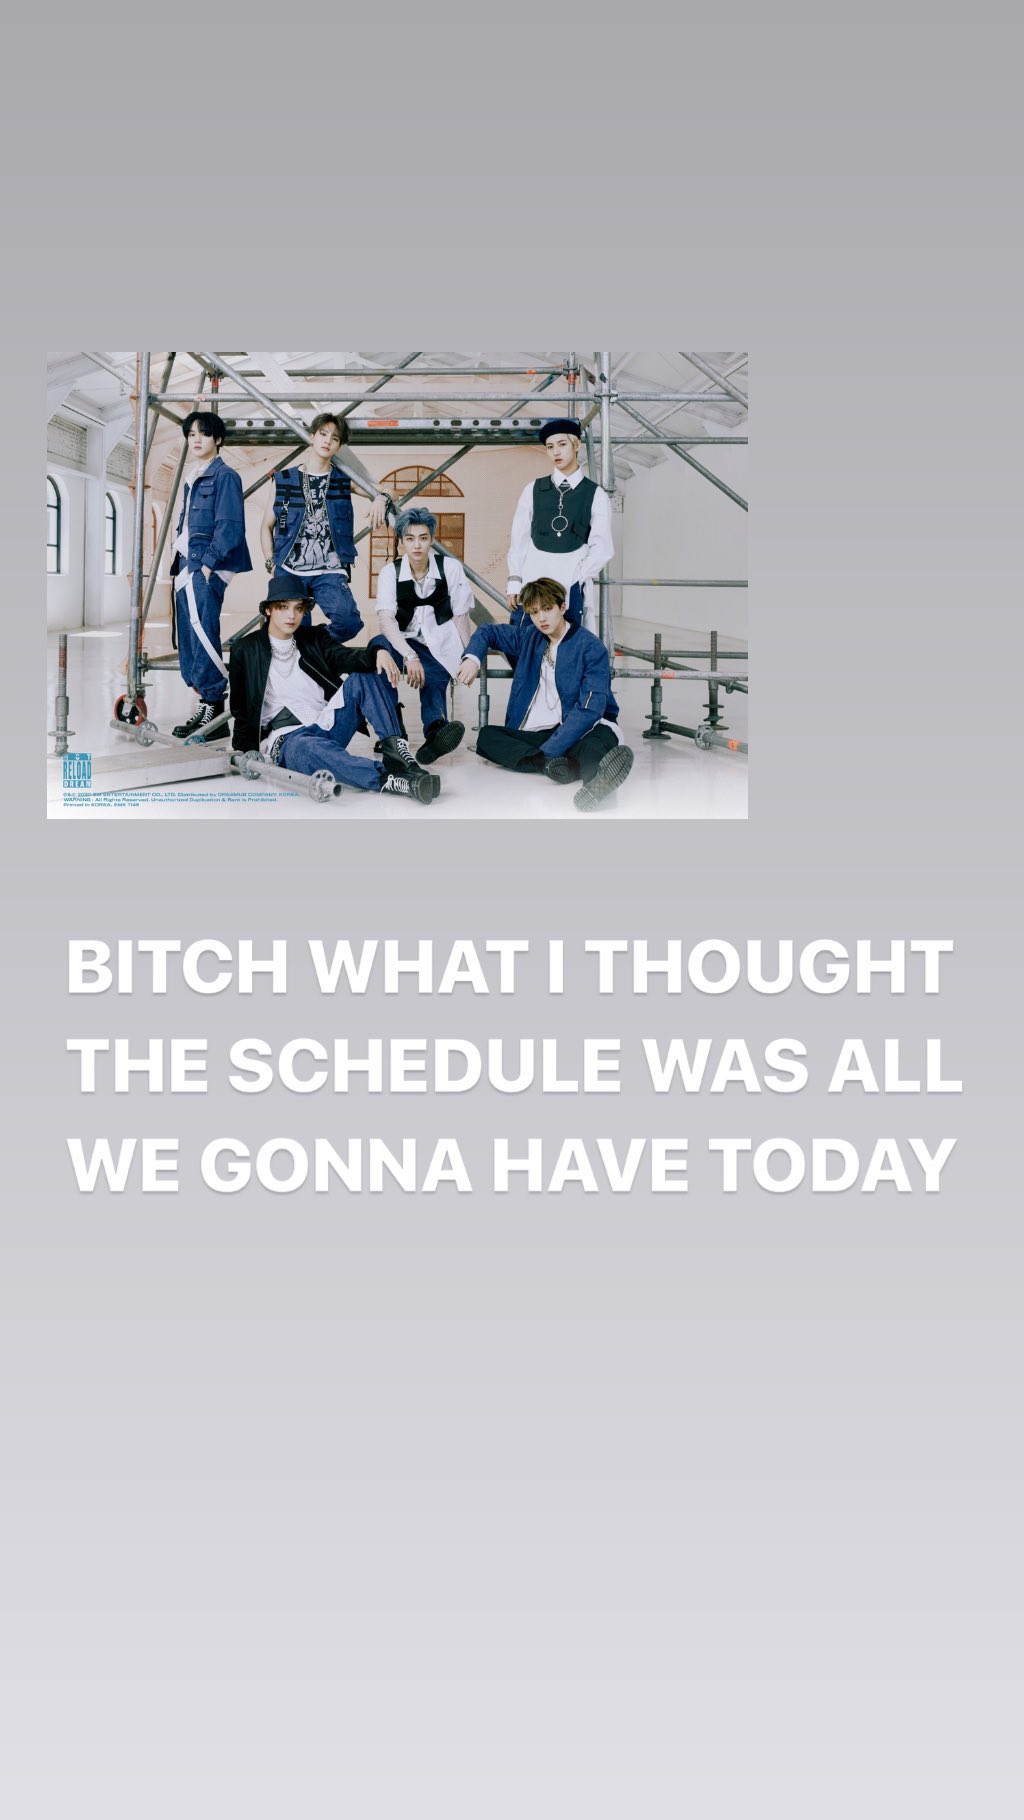 NCT
RELOAD
DREAM
℗&© 2020 SM ENTERTAINMENT CO., LTD. Distributed by DREAMUS COMPANY. KOREA.
WARNING : All Rights Reserved. Unauthorized Duplication & Rent is Prohibited.
Printed in KOREA, SMK 1148
BITCH WHAT I THOUGHT
THE SCHEDULE WAS ALL
WE GONNA HAVE TODAY